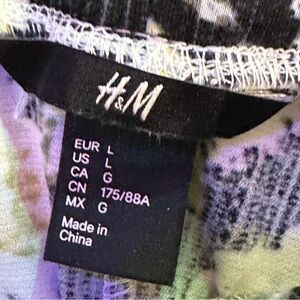 H&M
EUR L
US L
CA G
CN 175/88A
MX G
Made in
China